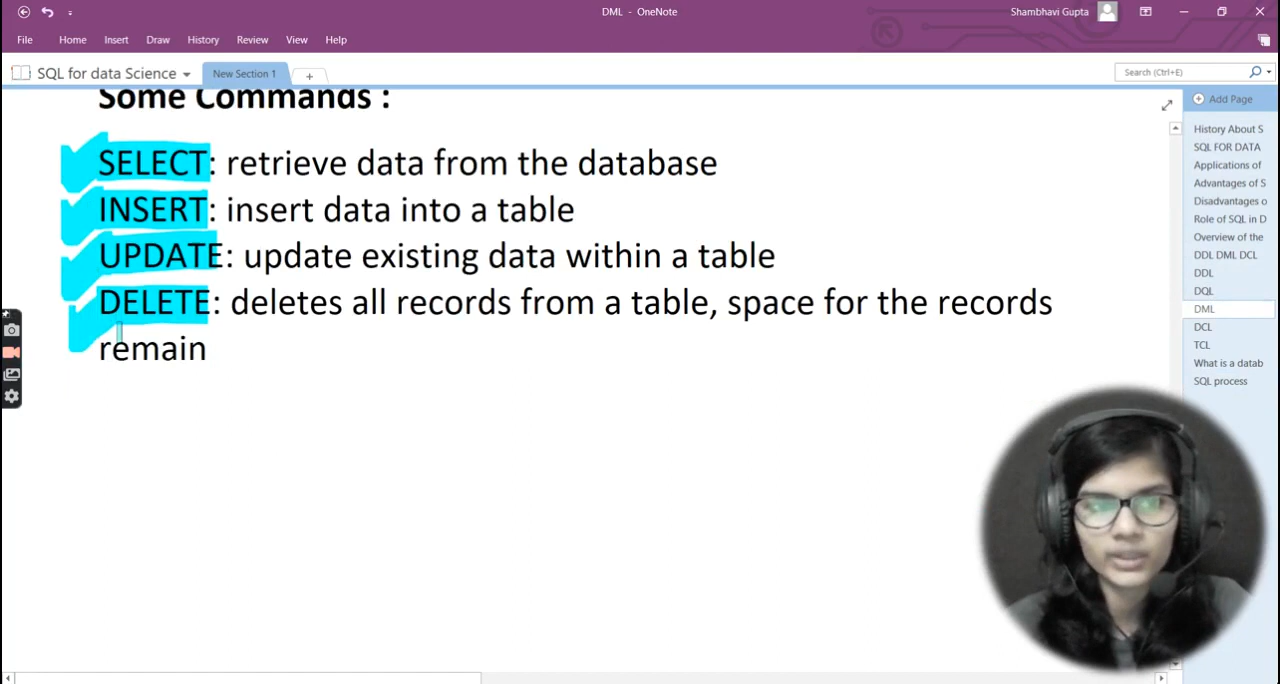 DML - OneNote
Shambhavi Gupta
File Home Insert Draw History Review View Help
SQL for data Science
New Section 1
+
Search (Ctrl+E)
Some Commands :
SELECT: retrieve data from the database
INSERT: insert data into a table
UPDATE: update existing data within a table
DELETE: deletes all records from a table, space for the records
remain
Add Page
History About S
SQL FOR DATA
Applications of
Advantages of S
Disadvantages o
Role of SQL in D
Overview of the
DDL DML DCL
DDL
DQL
DML
DCL
TCL
What is a datab
SQL process